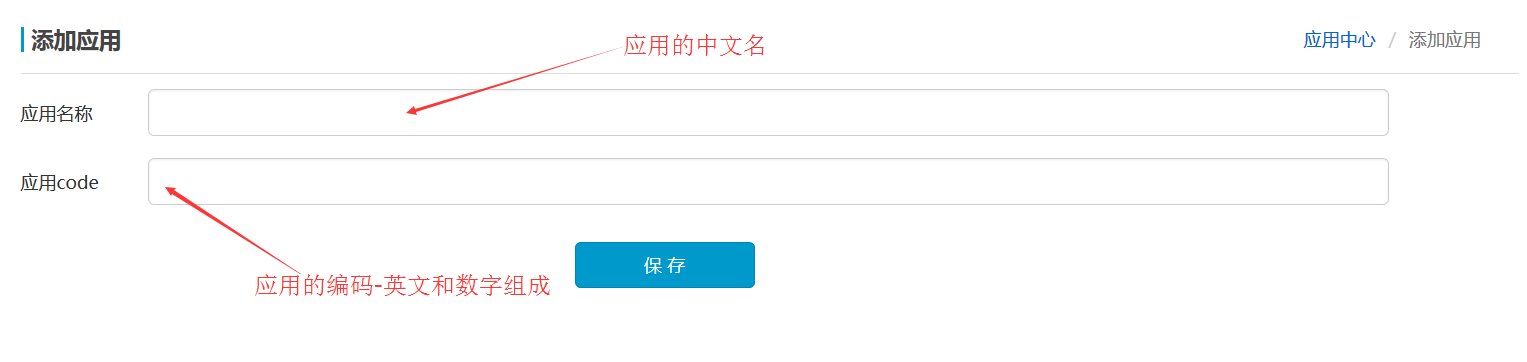 添加应用
应用的中文名
应用中心 / 添加应用
应用名称
应用code
应用的编码-英文和数字组成
保 存